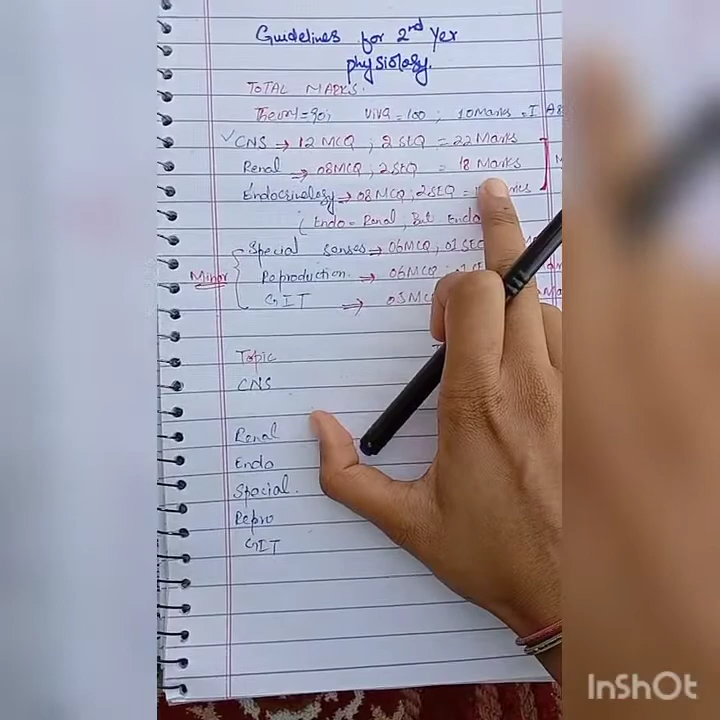 Guidelines for 2nd Yer
physiology.
TOTAL MARKS.
Theory = 90; Viva = 100 ; 10 Marks = I A
✓CNS → 12 MCQ ; 2 SEQ = 22 Marks
Renal → 08 MCQ ; 2 SEQ = 18 Marks
Endocrinology → 08 MCQ ; 2 SEQ =
( Endo = Renal, But Endo
Special senses → 06 MCQ ; 01 SEQ
Minor
Reproduction. → 06 MCQ ;
GIT → 05 MCQ
Topic
CNS
Renal
Endo
Special.
Repro
GIT
InShOt